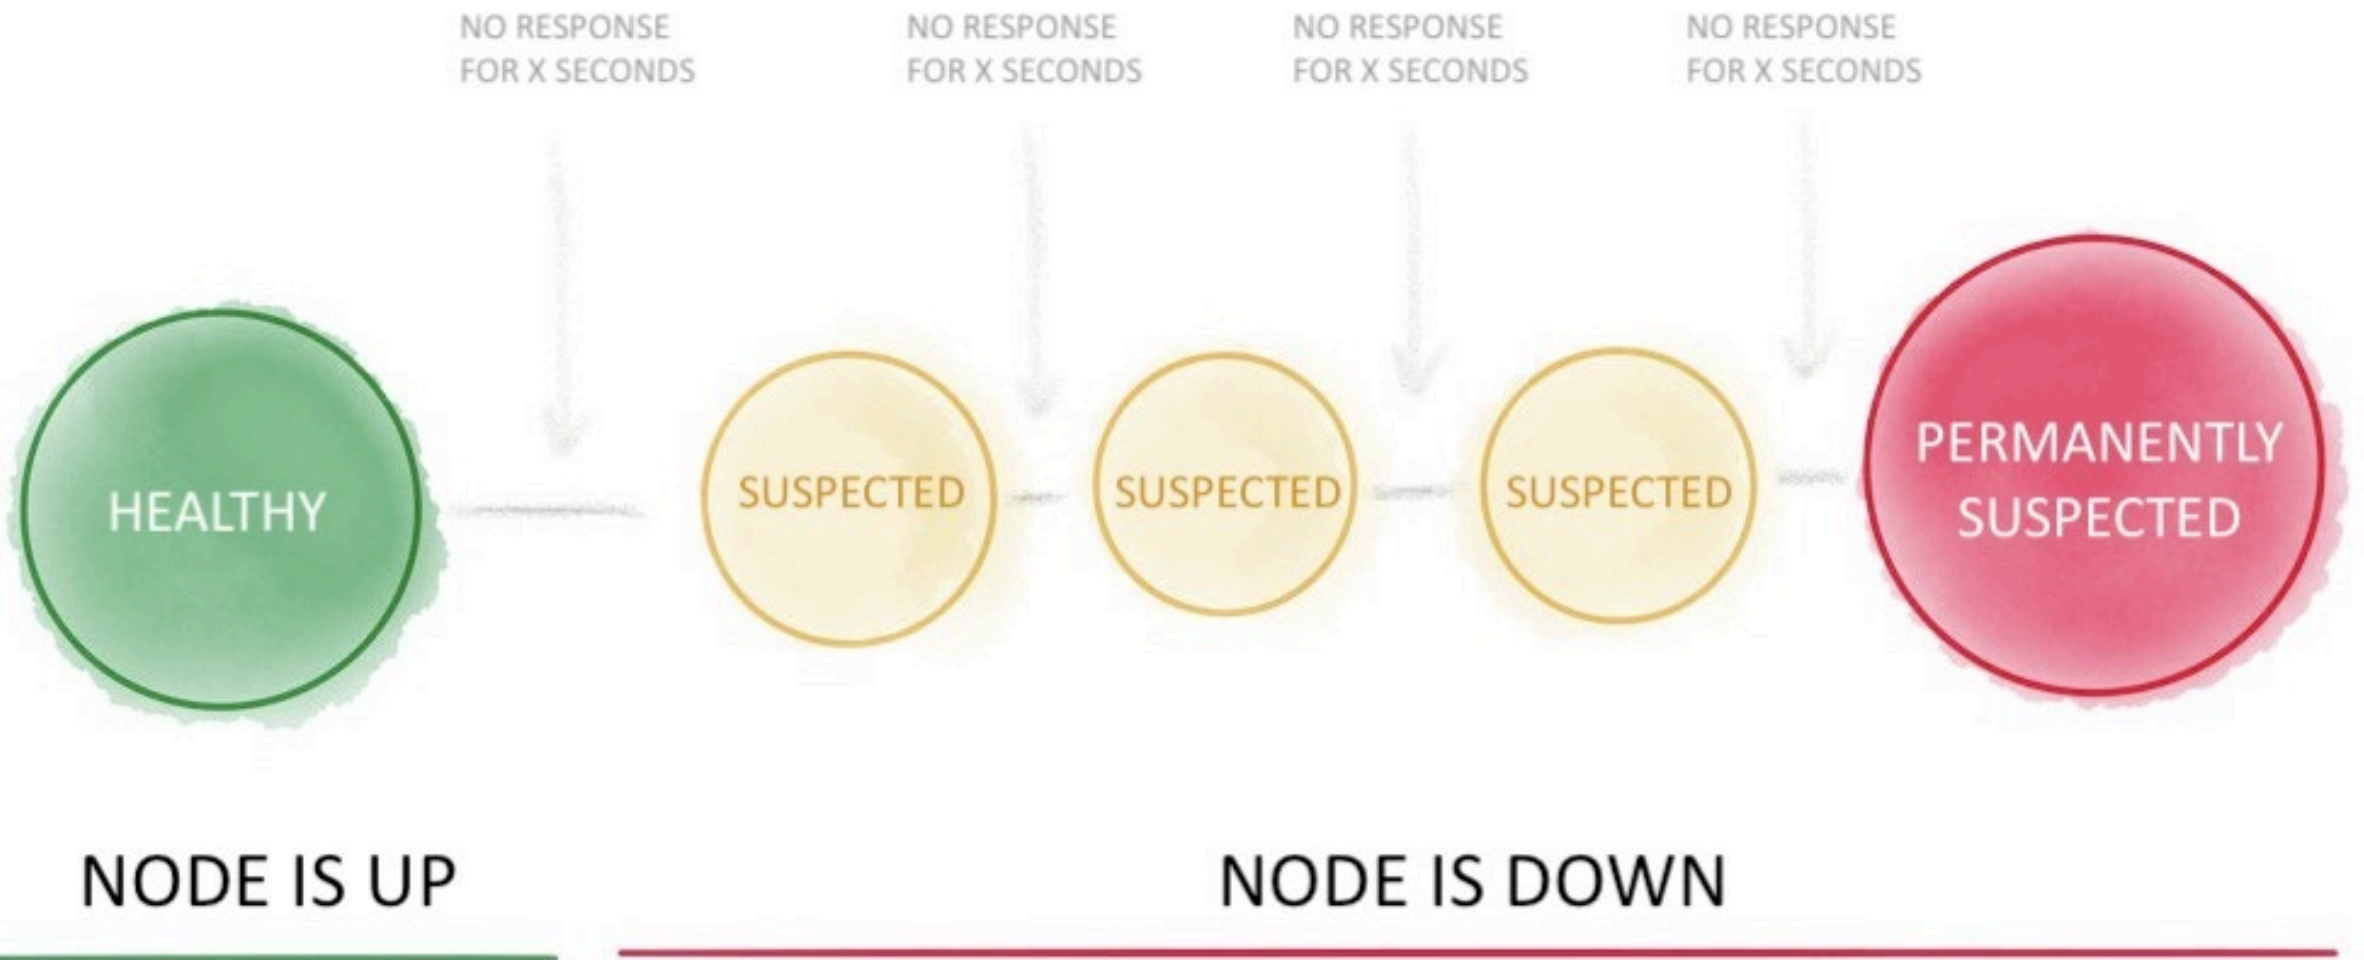 NO RESPONSE
FOR X SECONDS
NO RESPONSE
FOR X SECONDS
NO RESPONSE
FOR X SECONDS
NO RESPONSE
FOR X SECONDS
HEALTHY
SUSPECTED
SUSPECTED
SUSPECTED
PERMANENTLY
SUSPECTED
NODE IS UP
NODE IS DOWN